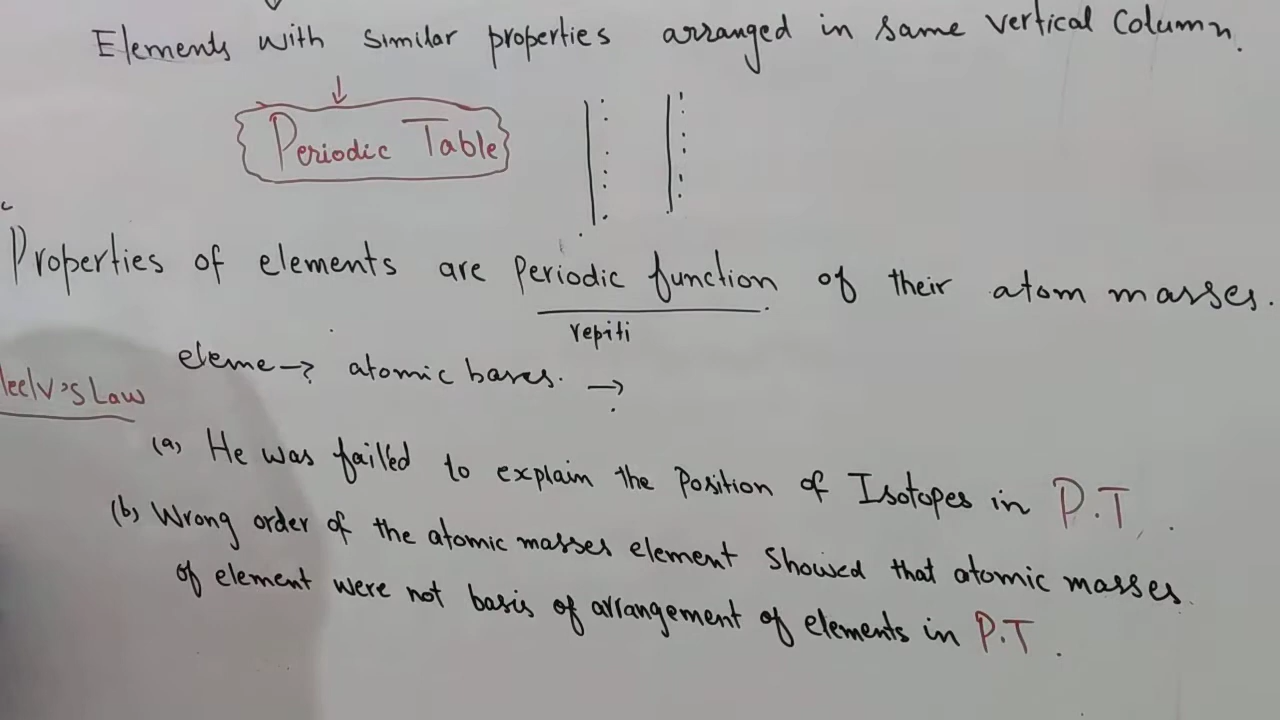 Elements with similar properties arranged in same vertical column.
Periodic Table
Properties of elements are periodic function of their atom masses.
repiti
eleme → atomic bases. →
leelv's Law
(a) He was failled to explain the position of Isotopes in P.T.
(b) Wrong order of the atomic masses element showed that atomic masses
of element were not basis of arrangement of elements in P.T.